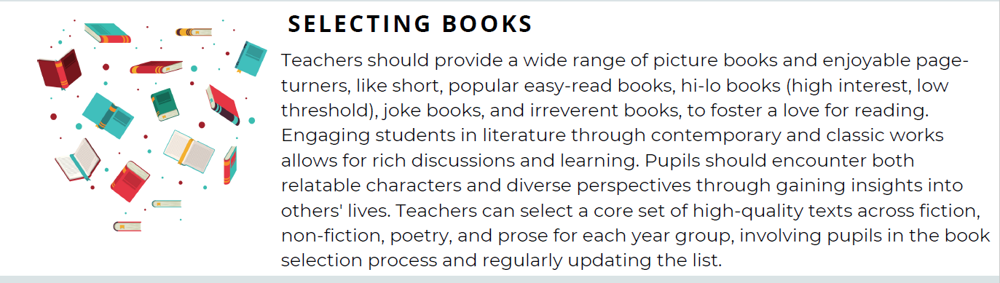 SELECTING BOOKS
Teachers should provide a wide range of picture books and enjoyable page-
turners, like short, popular easy-read books, hi-lo books (high interest, low
threshold), joke books, and irreverent books, to foster a love for reading.
Engaging students in literature through contemporary and classic works
allows for rich discussions and learning. Pupils should encounter both
relatable characters and diverse perspectives through gaining insights into
others' lives. Teachers can select a core set of high-quality texts across fiction,
non-fiction, poetry, and prose for each year group, involving pupils in the book
selection process and regularly updating the list.